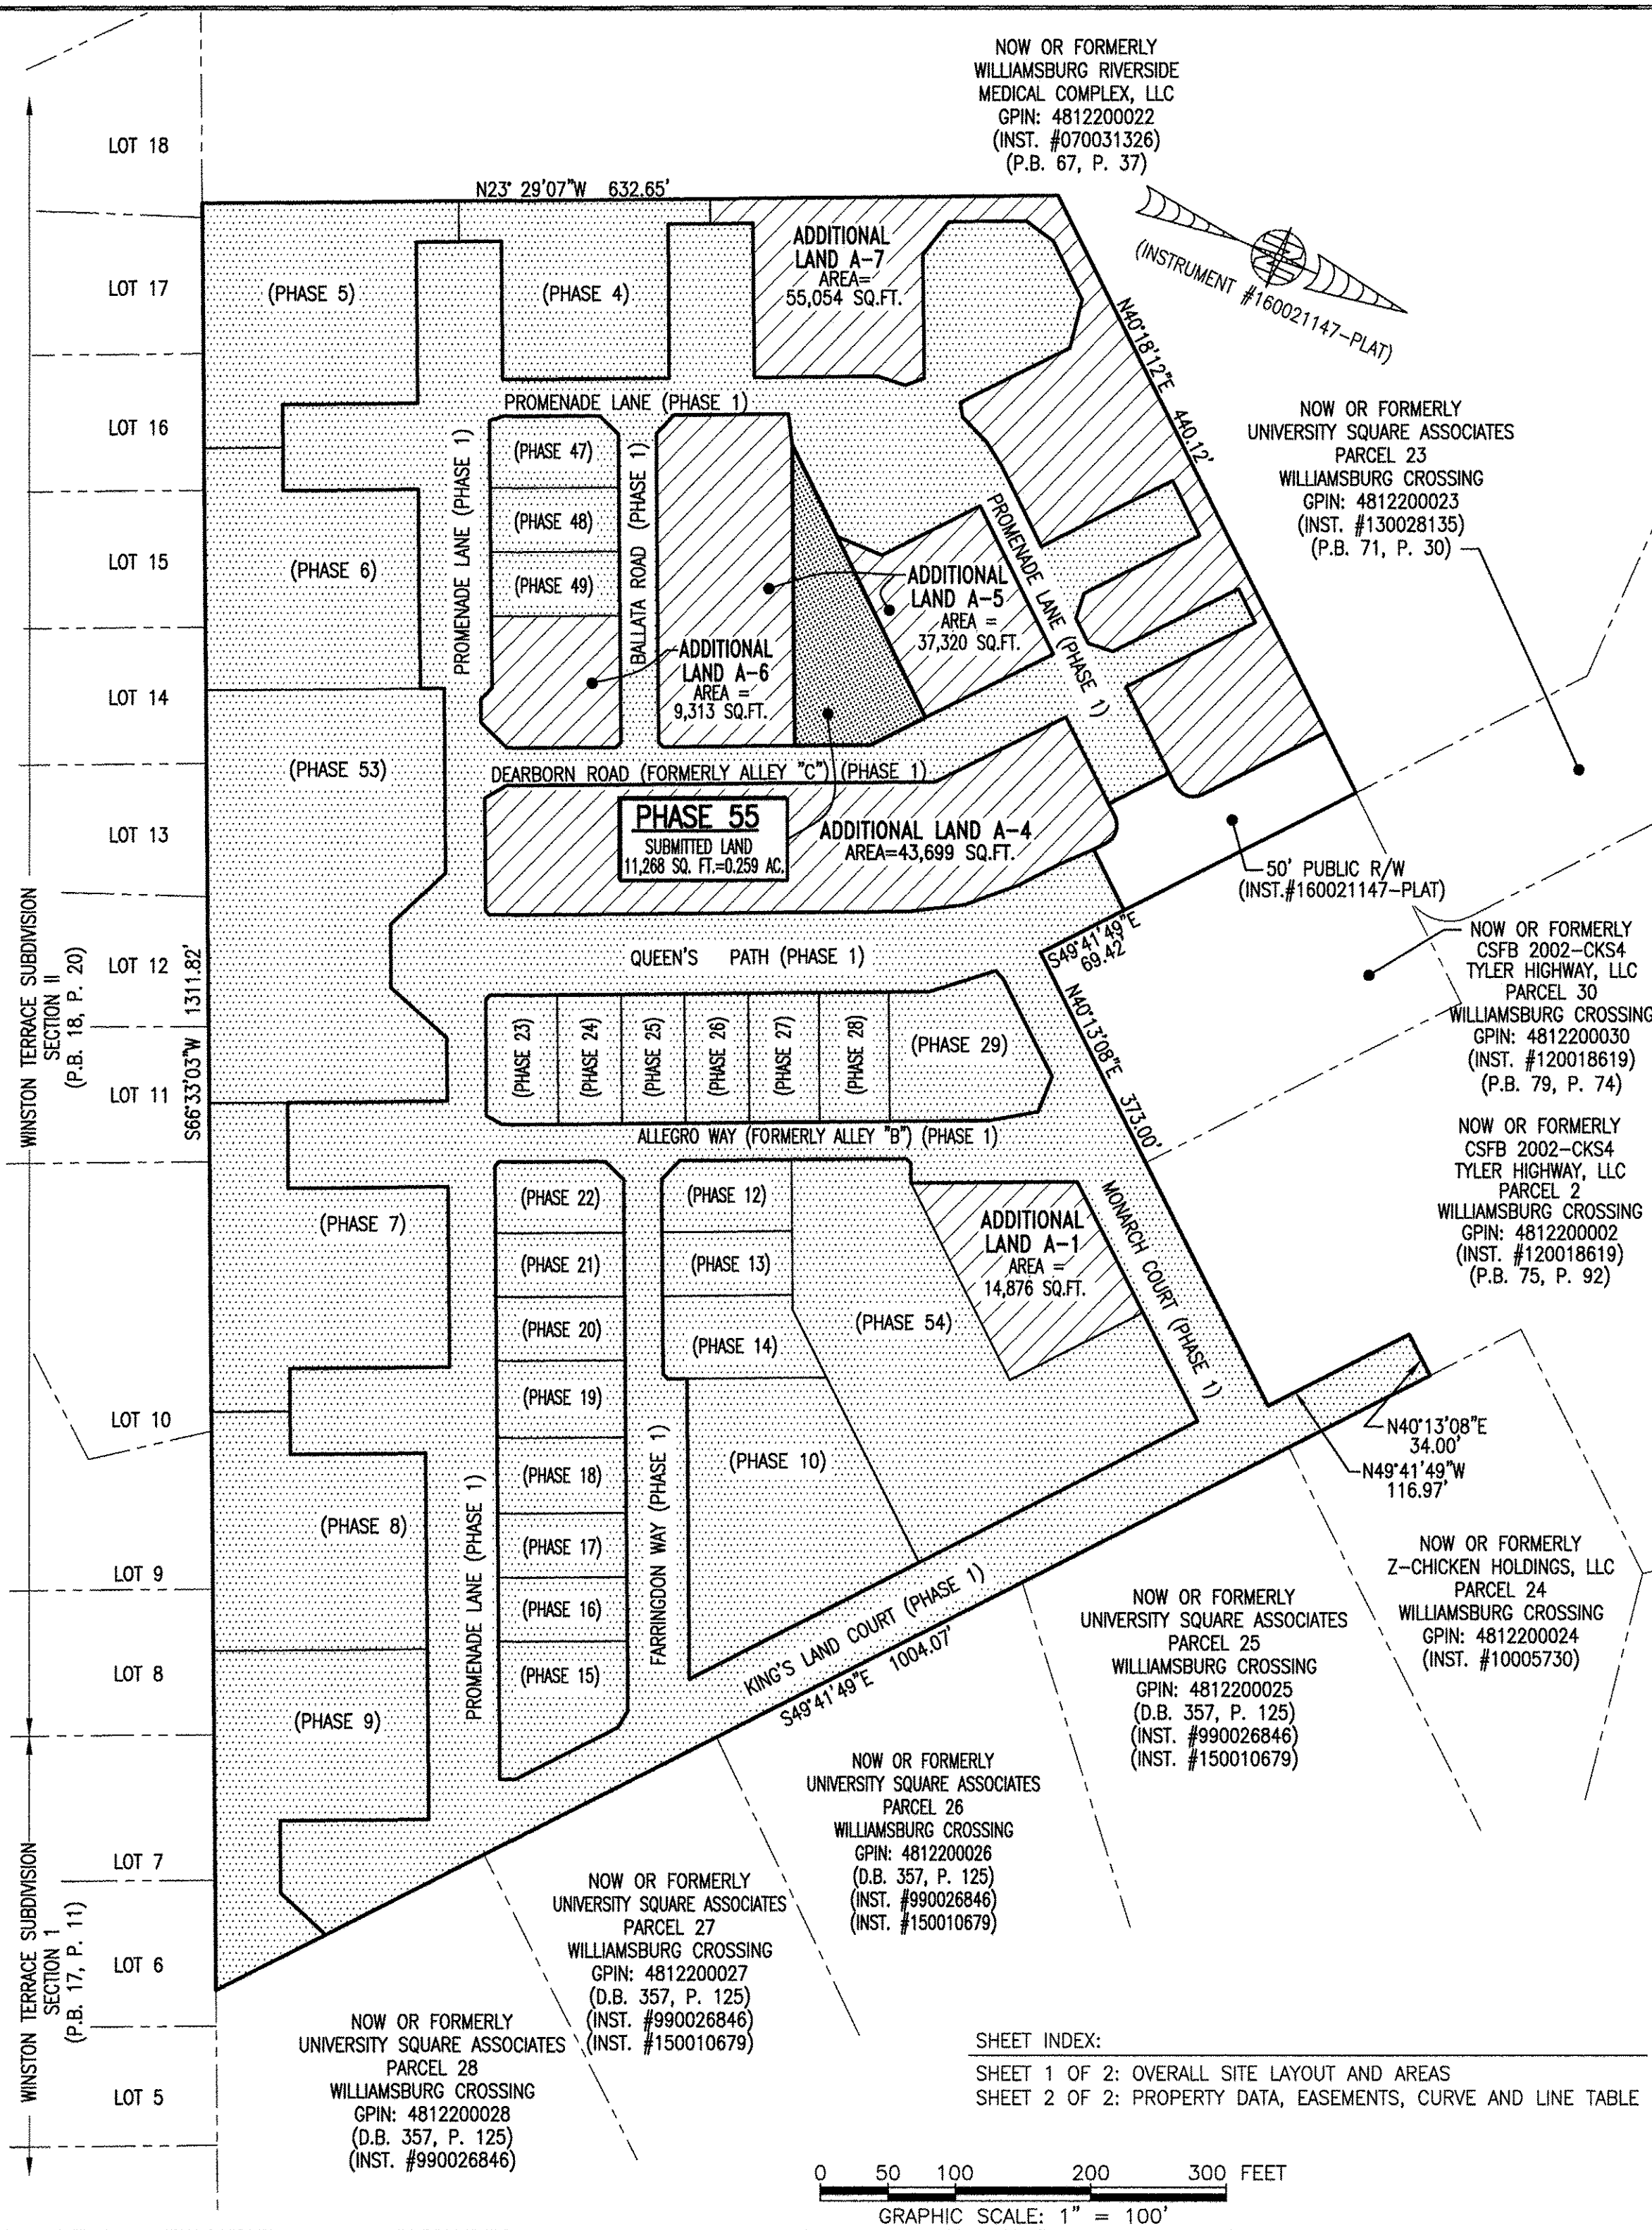 NOW OR FORMERLY
WILLIAMSBURG RIVERSIDE
MEDICAL COMPLEX, LLC
GPIN: 4812200022
(INST. #070031326)
(P.B. 67, P. 37)
LOT 18
N23° 29'07"W 632.65'
(INSTRUMENT #160021147-PLAT)
LOT 17
(PHASE 5)
(PHASE 4)
ADDITIONAL
LAND A-7
AREA=
55,054 SQ.FT.
N40°18'12"E 440.12'
LOT 16
PROMENADE LANE (PHASE 1)
PROMENADE LANE (PHASE 1)
(PHASE 47)
(PHASE 48)
(PHASE 49)
BALLATA ROAD (PHASE 1)
PROMENADE LANE (PHASE 1)
NOW OR FORMERLY
UNIVERSITY SQUARE ASSOCIATES
PARCEL 23
WILLIAMSBURG CROSSING
GPIN: 4812200023
(INST. #130028135)
(P.B. 71, P. 30)
LOT 15
(PHASE 6)
ADDITIONAL
LAND A-5
AREA =
37,320 SQ.FT.
ADDITIONAL
LAND A-6
AREA =
9,313 SQ.FT.
LOT 14
(PHASE 53)
DEARBORN ROAD (FORMERLY ALLEY "C") (PHASE 1)
LOT 13
PHASE 55
SUBMITTED LAND
11,268 SQ. FT.=0.259 AC.
ADDITIONAL LAND A-4
AREA=43,699 SQ.FT.
50' PUBLIC R/W
(INST.#160021147-PLAT)
WINSTON TERRACE SUBDIVISION
SECTION II
(P.B. 18, P. 20)
LOT 12
S66°33'03"W 1311.82'
QUEEN'S PATH (PHASE 1)
S49°41'49"E
69.42'
N40°13'08"E 373.00'
NOW OR FORMERLY
CSFB 2002-CKS4
TYLER HIGHWAY, LLC
PARCEL 30
WILLIAMSBURG CROSSING
GPIN: 4812200030
(INST. #120018619)
(P.B. 79, P. 74)
LOT 11
(PHASE 23)
(PHASE 24)
(PHASE 25)
(PHASE 26)
(PHASE 27)
(PHASE 28)
(PHASE 29)
ALLEGRO WAY (FORMERLY ALLEY "B") (PHASE 1)
NOW OR FORMERLY
CSFB 2002-CKS4
TYLER HIGHWAY, LLC
PARCEL 2
WILLIAMSBURG CROSSING
GPIN: 4812200002
(INST. #120018619)
(P.B. 75, P. 92)
(PHASE 7)
(PHASE 22)
(PHASE 21)
(PHASE 20)
(PHASE 19)
(PHASE 18)
(PHASE 17)
(PHASE 16)
(PHASE 15)
(PHASE 12)
(PHASE 13)
(PHASE 14)
(PHASE 54)
ADDITIONAL
LAND A-1
AREA =
14,876 SQ.FT.
MONARCH COURT (PHASE 1)
LOT 10
(PHASE 10)
N40°13'08"E
34.00'
N49°41'49"W
116.97'
(PHASE 8)
PROMENADE LANE (PHASE 1)
FARRINGDON WAY (PHASE 1)
LOT 9
KING'S LAND COURT (PHASE 1)
S49°41'49"E 1004.07'
NOW OR FORMERLY
Z-CHICKEN HOLDINGS, LLC
PARCEL 24
WILLIAMSBURG CROSSING
GPIN: 4812200024
(INST. #10005730)
NOW OR FORMERLY
UNIVERSITY SQUARE ASSOCIATES
PARCEL 25
WILLIAMSBURG CROSSING
GPIN: 4812200025
(D.B. 357, P. 125)
(INST. #990026846)
(INST. #150010679)
LOT 8
(PHASE 9)
NOW OR FORMERLY
UNIVERSITY SQUARE ASSOCIATES
PARCEL 26
WILLIAMSBURG CROSSING
GPIN: 4812200026
(D.B. 357, P. 125)
(INST. #990026846)
(INST. #150010679)
LOT 7
WINSTON TERRACE SUBDIVISION
SECTION 1
(P.B. 17, P. 11)
NOW OR FORMERLY
UNIVERSITY SQUARE ASSOCIATES
PARCEL 27
WILLIAMSBURG CROSSING
GPIN: 4812200027
(D.B. 357, P. 125)
(INST. #990026846)
(INST. #150010679)
LOT 6
NOW OR FORMERLY
UNIVERSITY SQUARE ASSOCIATES
PARCEL 28
WILLIAMSBURG CROSSING
GPIN: 4812200028
(D.B. 357, P. 125)
(INST. #990026846)
LOT 5
SHEET INDEX:
SHEET 1 OF 2: OVERALL SITE LAYOUT AND AREAS
SHEET 2 OF 2: PROPERTY DATA, EASEMENTS, CURVE AND LINE TABLE
0 50 100 200 300 FEET
GRAPHIC SCALE: 1" = 100'